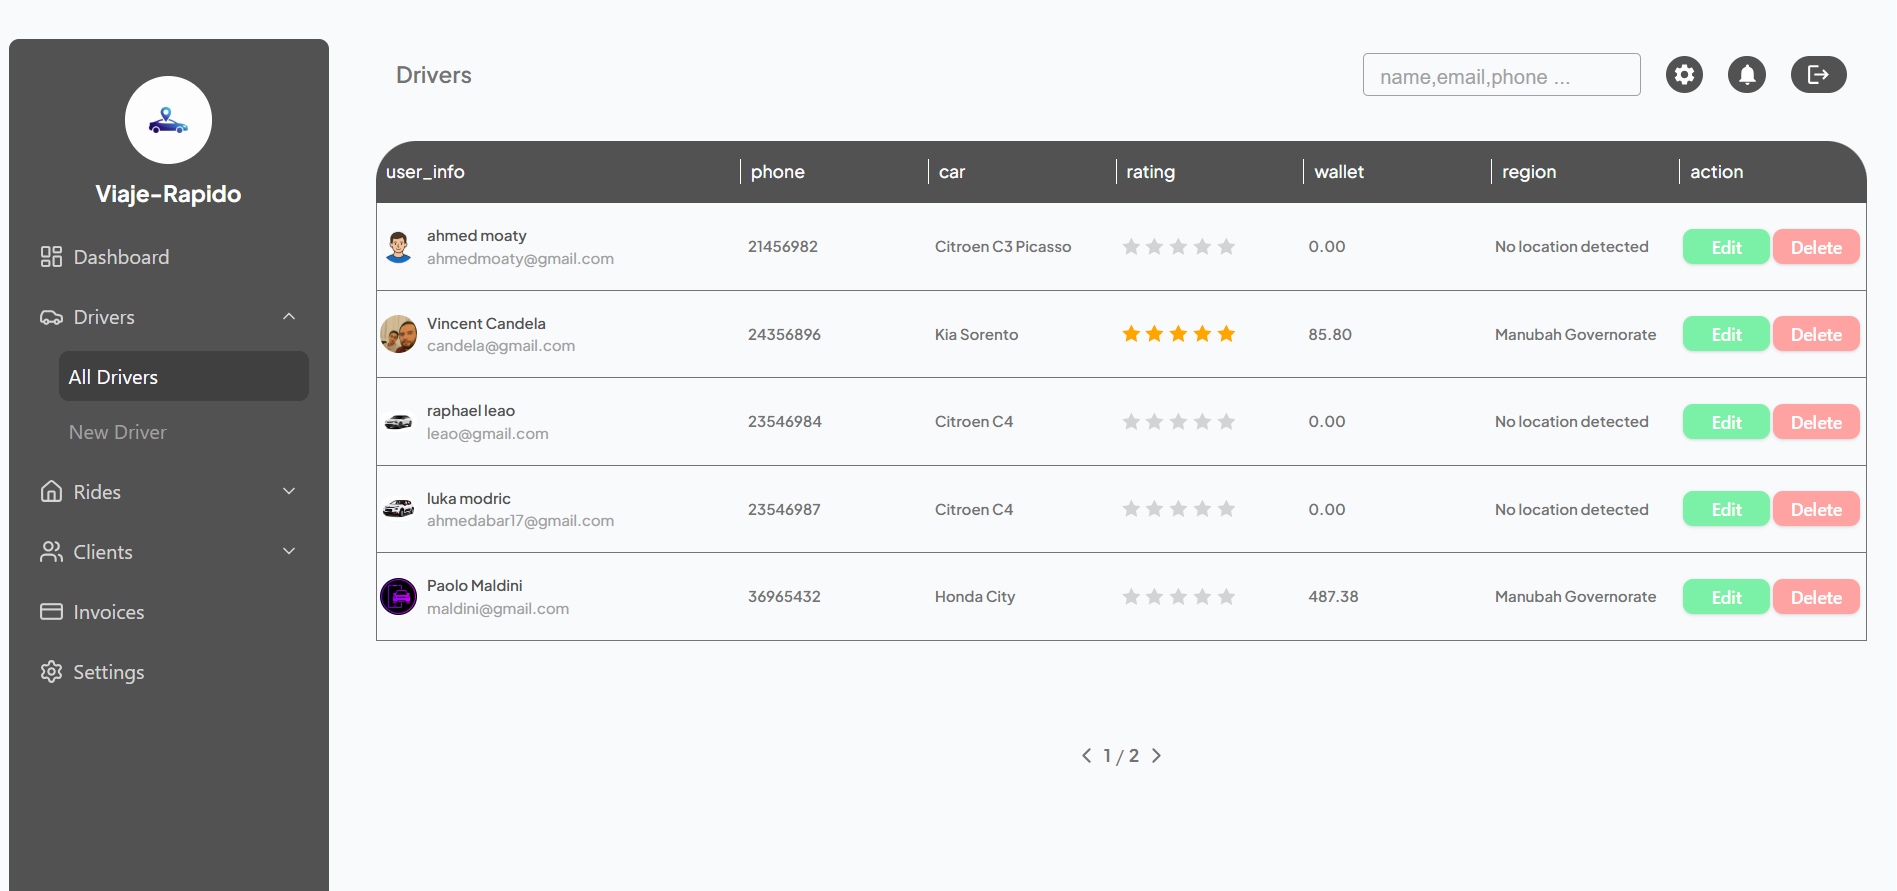 Viaje-Rapido
Dashboard
Drivers
All Drivers
New Driver
Rides
Clients
Invoices
Settings
Drivers
name,email,phone ...
user_info phone car rating wallet region action
ahmed moaty
ahmedmoaty@gmail.com
21456982 Citroen C3 Picasso 0.00 No location detected Edit Delete
Vincent Candela
candela@gmail.com
24356896 Kia Sorento 85.80 Manubah Governorate Edit Delete
raphael leao
leao@gmail.com
23546984 Citroen C4 0.00 No location detected Edit Delete
luka modric
ahmedabar17@gmail.com
23546987 Citroen C4 0.00 No location detected Edit Delete
Paolo Maldini
maldini@gmail.com
36965432 Honda City 487.38 Manubah Governorate Edit Delete
1 / 2